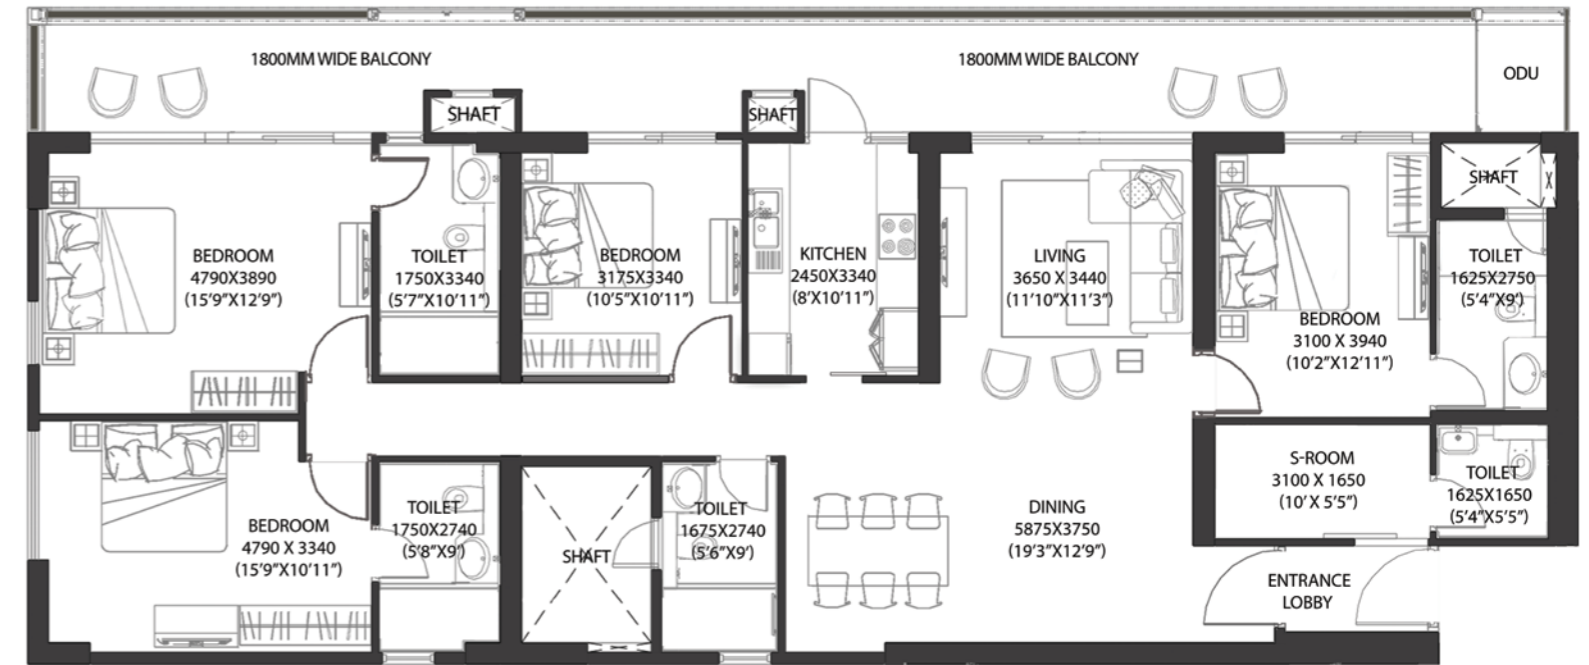 1800MM WIDE BALCONY
1800MM WIDE BALCONY
ODU
SHAFT
SHAFT
SHAFT
BEDROOM
4790X3890
(15'9"X12'9")
TOILET
1750X3340
(5'7"X10'11")
BEDROOM
3175X3340
(10'5"X10'11")
KITCHEN
2450X3340
(8'X10'11")
LIVING
3650 X 3440
(11'10"X11'3")
BEDROOM
3100 X 3940
(10'2"X12'11")
TOILET
1625X2750
(5'4"X9')
BEDROOM
4790 X 3340
(15'9"X10'11")
TOILET
1750X2740
(5'8"X9')
SHAFT
TOILET
1675X2740
(5'6"X9')
DINING
5875X3750
(19'3"X12'9")
S-ROOM
3100 X 1650
(10' X 5'5")
TOILET
1625X1650
(5'4"X5'5")
ENTRANCE
LOBBY